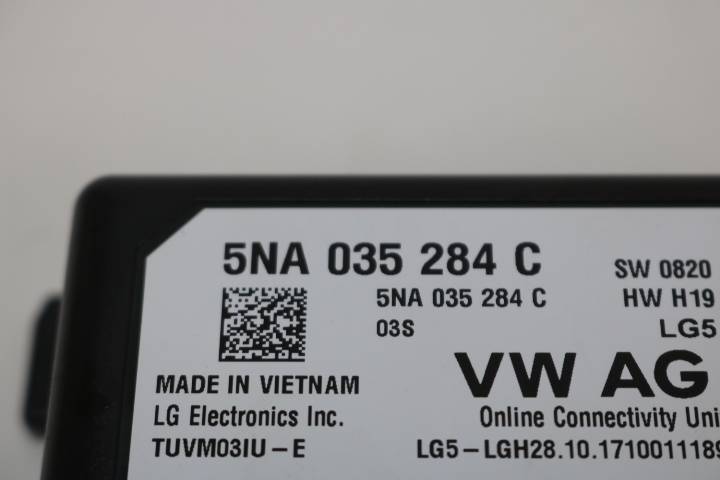 5NA 035 284 C
SW 0820
5NA 035 284 C
HW H19
03S
LG5
VW AG
MADE IN VIETNAM
LG Electronics Inc.
Online Connectivity Uni
TUVM03IU-E
LG5-LGH28.10.1710011189